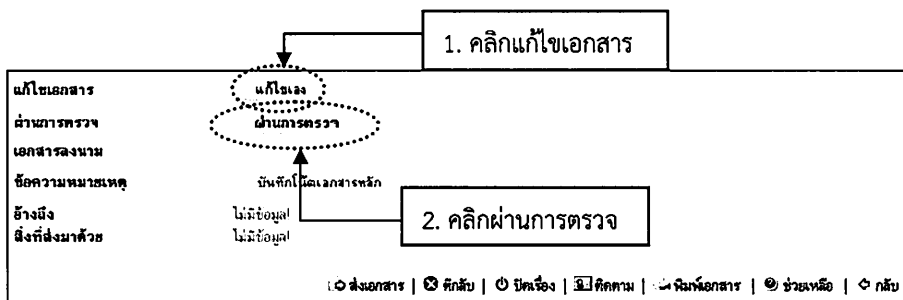 1. คลิกแก้ไขเอกสาร
แก้ไขเอกสาร แก้ไขเอง
ผ่านการตรวจ ผ่านการตรวจ
เอกสารลงนาม
ข้อความหมายเหตุ บันทึกโน๊ตเอกสารหลัก
อ้างถึง ไม่มีข้อมูล!
2. คลิกผ่านการตรวจ
สิ่งที่ส่งมาด้วย ไม่มีข้อมูล!
ส่งเอกสาร | ตีกลับ | ปิดเรื่อง | ติดตาม | พิมพ์เอกสาร | ช่วยเหลือ | กลับ